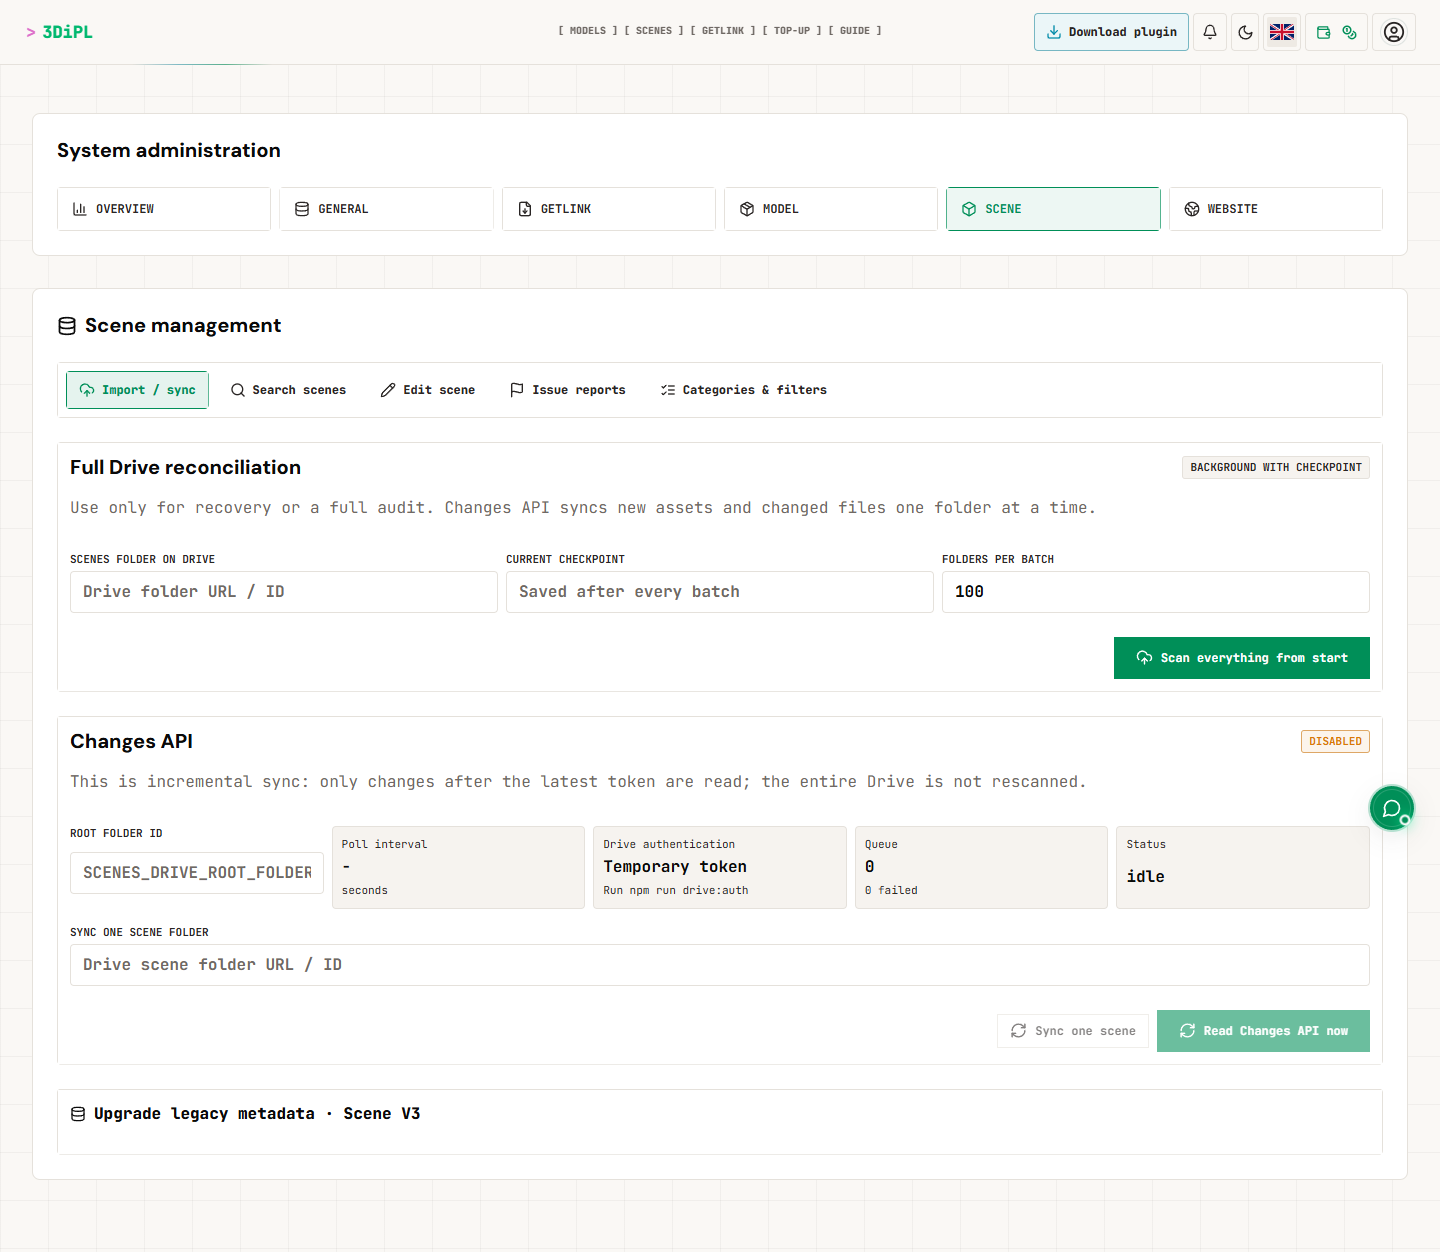 > 3DiPL
[ MODELS ] [ SCENES ] [ GETLINK ] [ TOP-UP ] [ GUIDE ]
Download plugin
System administration
OVERVIEW
GENERAL
GETLINK
MODEL
SCENE
WEBSITE
Scene management
Import / sync
Search scenes
Edit scene
Issue reports
Categories & filters
Full Drive reconciliation
BACKGROUND WITH CHECKPOINT
Use only for recovery or a full audit. Changes API syncs new assets and changed files one folder at a time.
SCENES FOLDER ON DRIVE
CURRENT CHECKPOINT
FOLDERS PER BATCH
Drive folder URL / ID
Saved after every batch
100
Scan everything from start
Changes API
DISABLED
This is incremental sync: only changes after the latest token are read; the entire Drive is not rescanned.
ROOT FOLDER ID
SCENES_DRIVE_ROOT_FOLDER
Poll interval
-
seconds
Drive authentication
Temporary token
Run npm run drive:auth
Queue
0
0 failed
Status
idle
SYNC ONE SCENE FOLDER
Drive scene folder URL / ID
Sync one scene
Read Changes API now
Upgrade legacy metadata · Scene V3